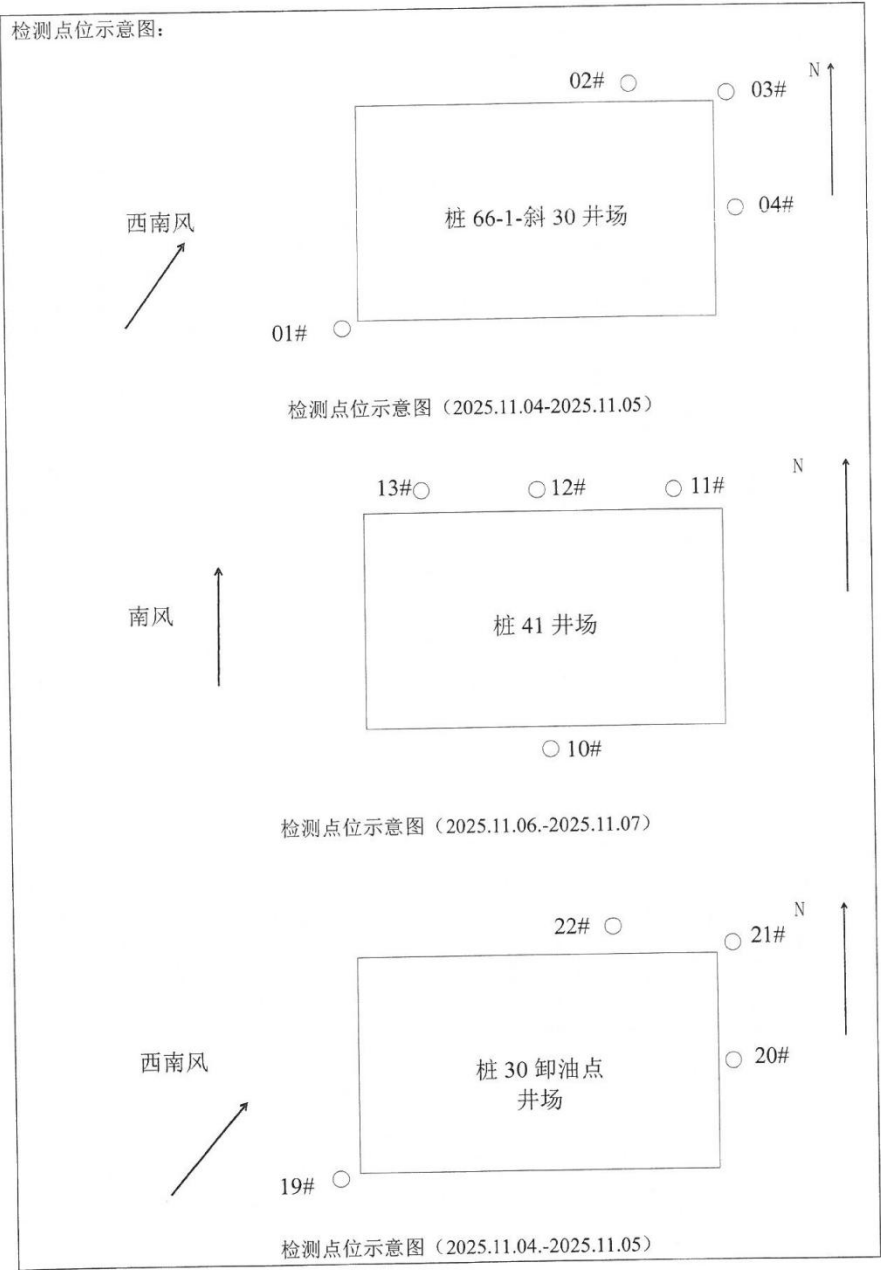 检测点位示意图：
02#
03#
N
04#
西南风
桩 66-1-斜 30 井场
01#
检测点位示意图（2025.11.04-2025.11.05）
N
13#
12#
11#
南风
桩 41 井场
10#
检测点位示意图（2025.11.06.-2025.11.07）
N
22#
21#
西南风
20#
桩 30 卸油点
井场
19#
检测点位示意图（2025.11.04.-2025.11.05）